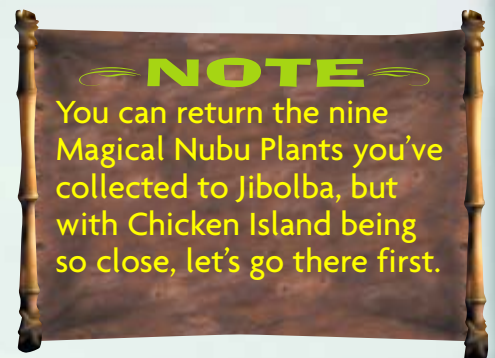 NOTE
You can return the nine
Magical Nubu Plants you've
collected to Jibolba, but
with Chicken Island being
so close, let's go there first.